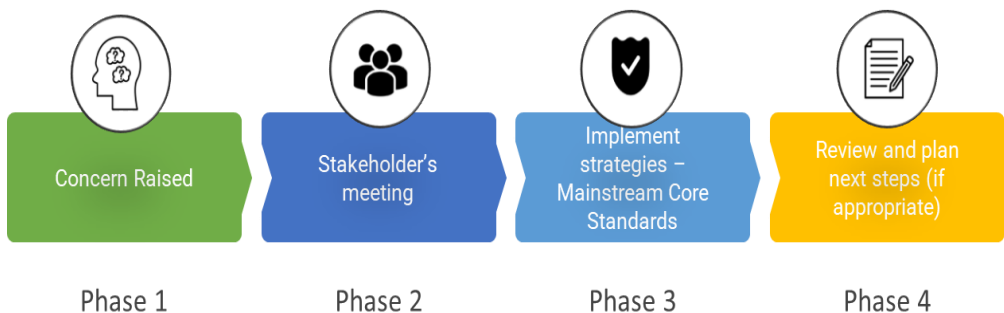 Concern Raised
Stakeholder's
meeting
Implement
strategies –
Mainstream Core
Standards
Review and plan
next steps (if
appropriate)
Phase 1
Phase 2
Phase 3
Phase 4